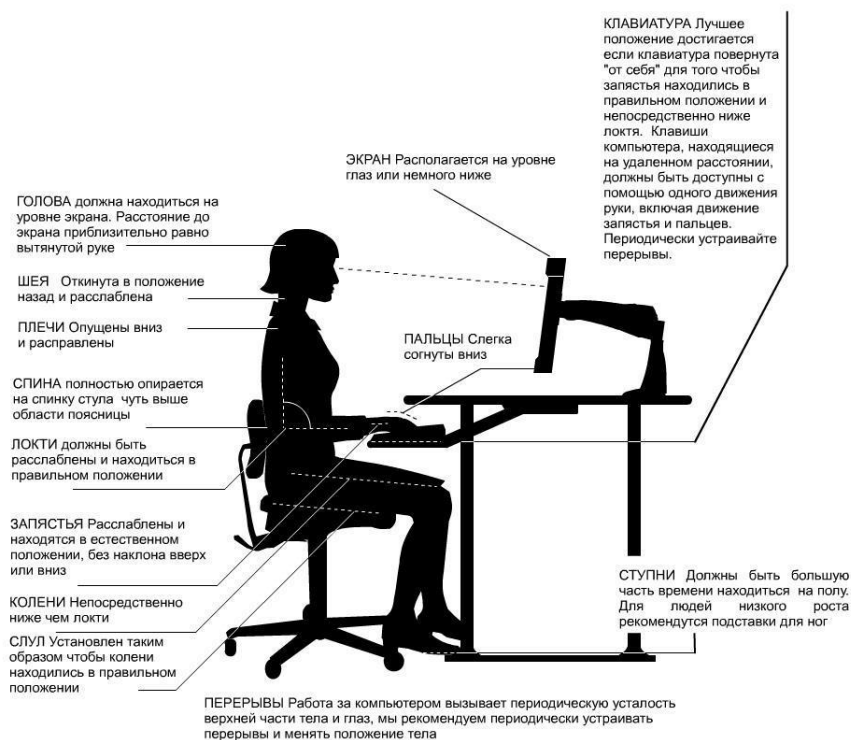 КЛАВИАТУРА Лучшее
положение достигается
если клавиатура повернута
"от себя" для того чтобы
запястья находились в
правильном положении и
непосредственно ниже
локтя. Клавиши
компьютера, находящиеся
на удаленном расстоянии,
должны быть доступны с
помощью одного движения
руки, включая движение
запястья и пальцев.
Периодически устраивайте
перерывы.
ЭКРАН Располагается на уровне
глаз или немного ниже
ГОЛОВА должна находиться на
уровне экрана. Расстояние до
экрана приблизительно равно
вытянутой руке
ШЕЯ Откинута в положение
назад и расслаблена
ПЛЕЧИ Опущены вниз
и расправлены
ПАЛЬЦЫ Слегка
согнуты вниз
СПИНА полностью опирается
на спинку стула чуть выше
области поясницы
ЛОКТИ должны быть
расслаблены и находиться в
правильном положении
ЗАПЯСТЬЯ Расслаблены и
находятся в естественном
положении, без наклона вверх
или вниз
КОЛЕНИ Непосредственно
ниже чем локти
СЛУЛ Установлен таким
образом чтобы колени
находились в правильном
положении
СТУПНИ Должны быть большую
часть времени находиться на полу.
Для людей низкого роста
рекомендутся подставки для ног
ПЕРЕРЫВЫ Работа за компьютером вызывает периодическую усталость
верхней части тела и глаз, мы рекомендуем периодически устраивать
перерывы и менять положение тела